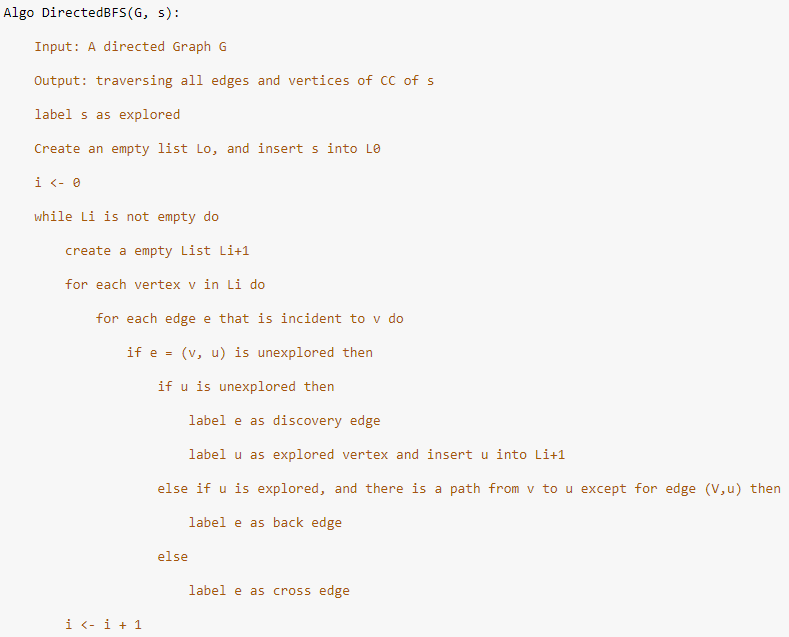 Algo DirectedBFS(G, s):
Input: A directed Graph G
Output: traversing all edges and vertices of CC of s
label s as explored
Create an empty list Lo, and insert s into L0
i <- 0
while Li is not empty do
create a empty List Li+1
for each vertex v in Li do
for each edge e that is incident to v do
if e = (v, u) is unexplored then
if u is unexplored then
label e as discovery edge
label u as explored vertex and insert u into Li+1
else if u is explored, and there is a path from v to u except for edge (V,u) then
label e as back edge
else
label e as cross edge
i <- i + 1